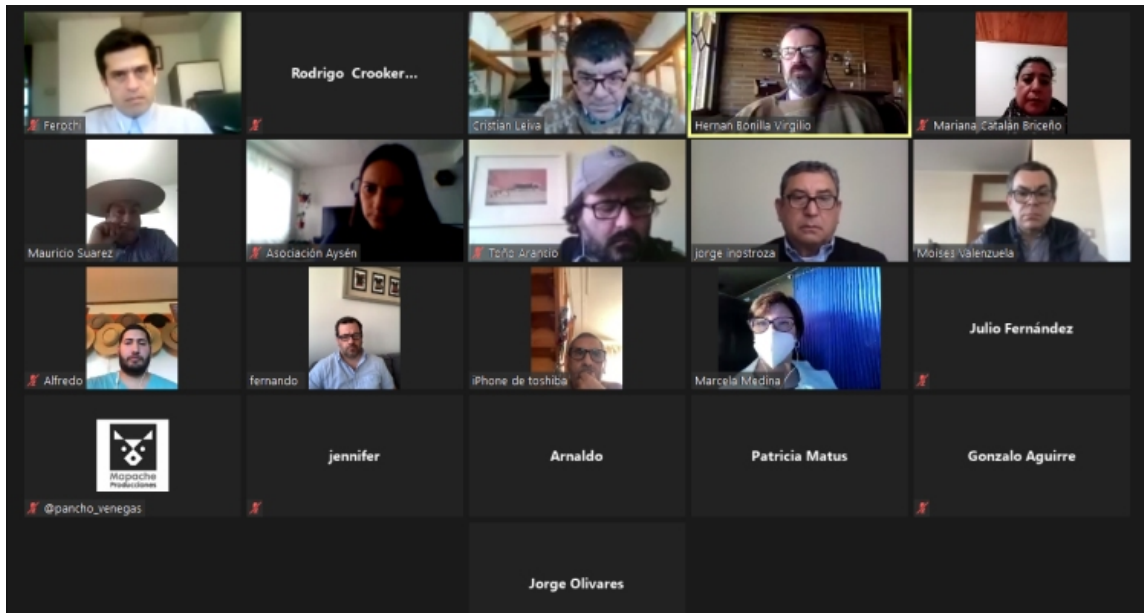 Ferochi
Rodrigo Crooker...
Cristian Leiva
Hernan Bonilla Virgilio
Mariana Catalán Briceño
Mauricio Suarez
Asociación Aysén
Toño Arancio
jorge inostroza
Moises Valenzuela
Alfredo
fernando
iPhone de toshiba
Marcela Medina
Julio Fernández
Mapache
Producciones
@pancho_venegas
jennifer
Arnaldo
Patricia Matus
Gonzalo Aguirre
Jorge Olivares